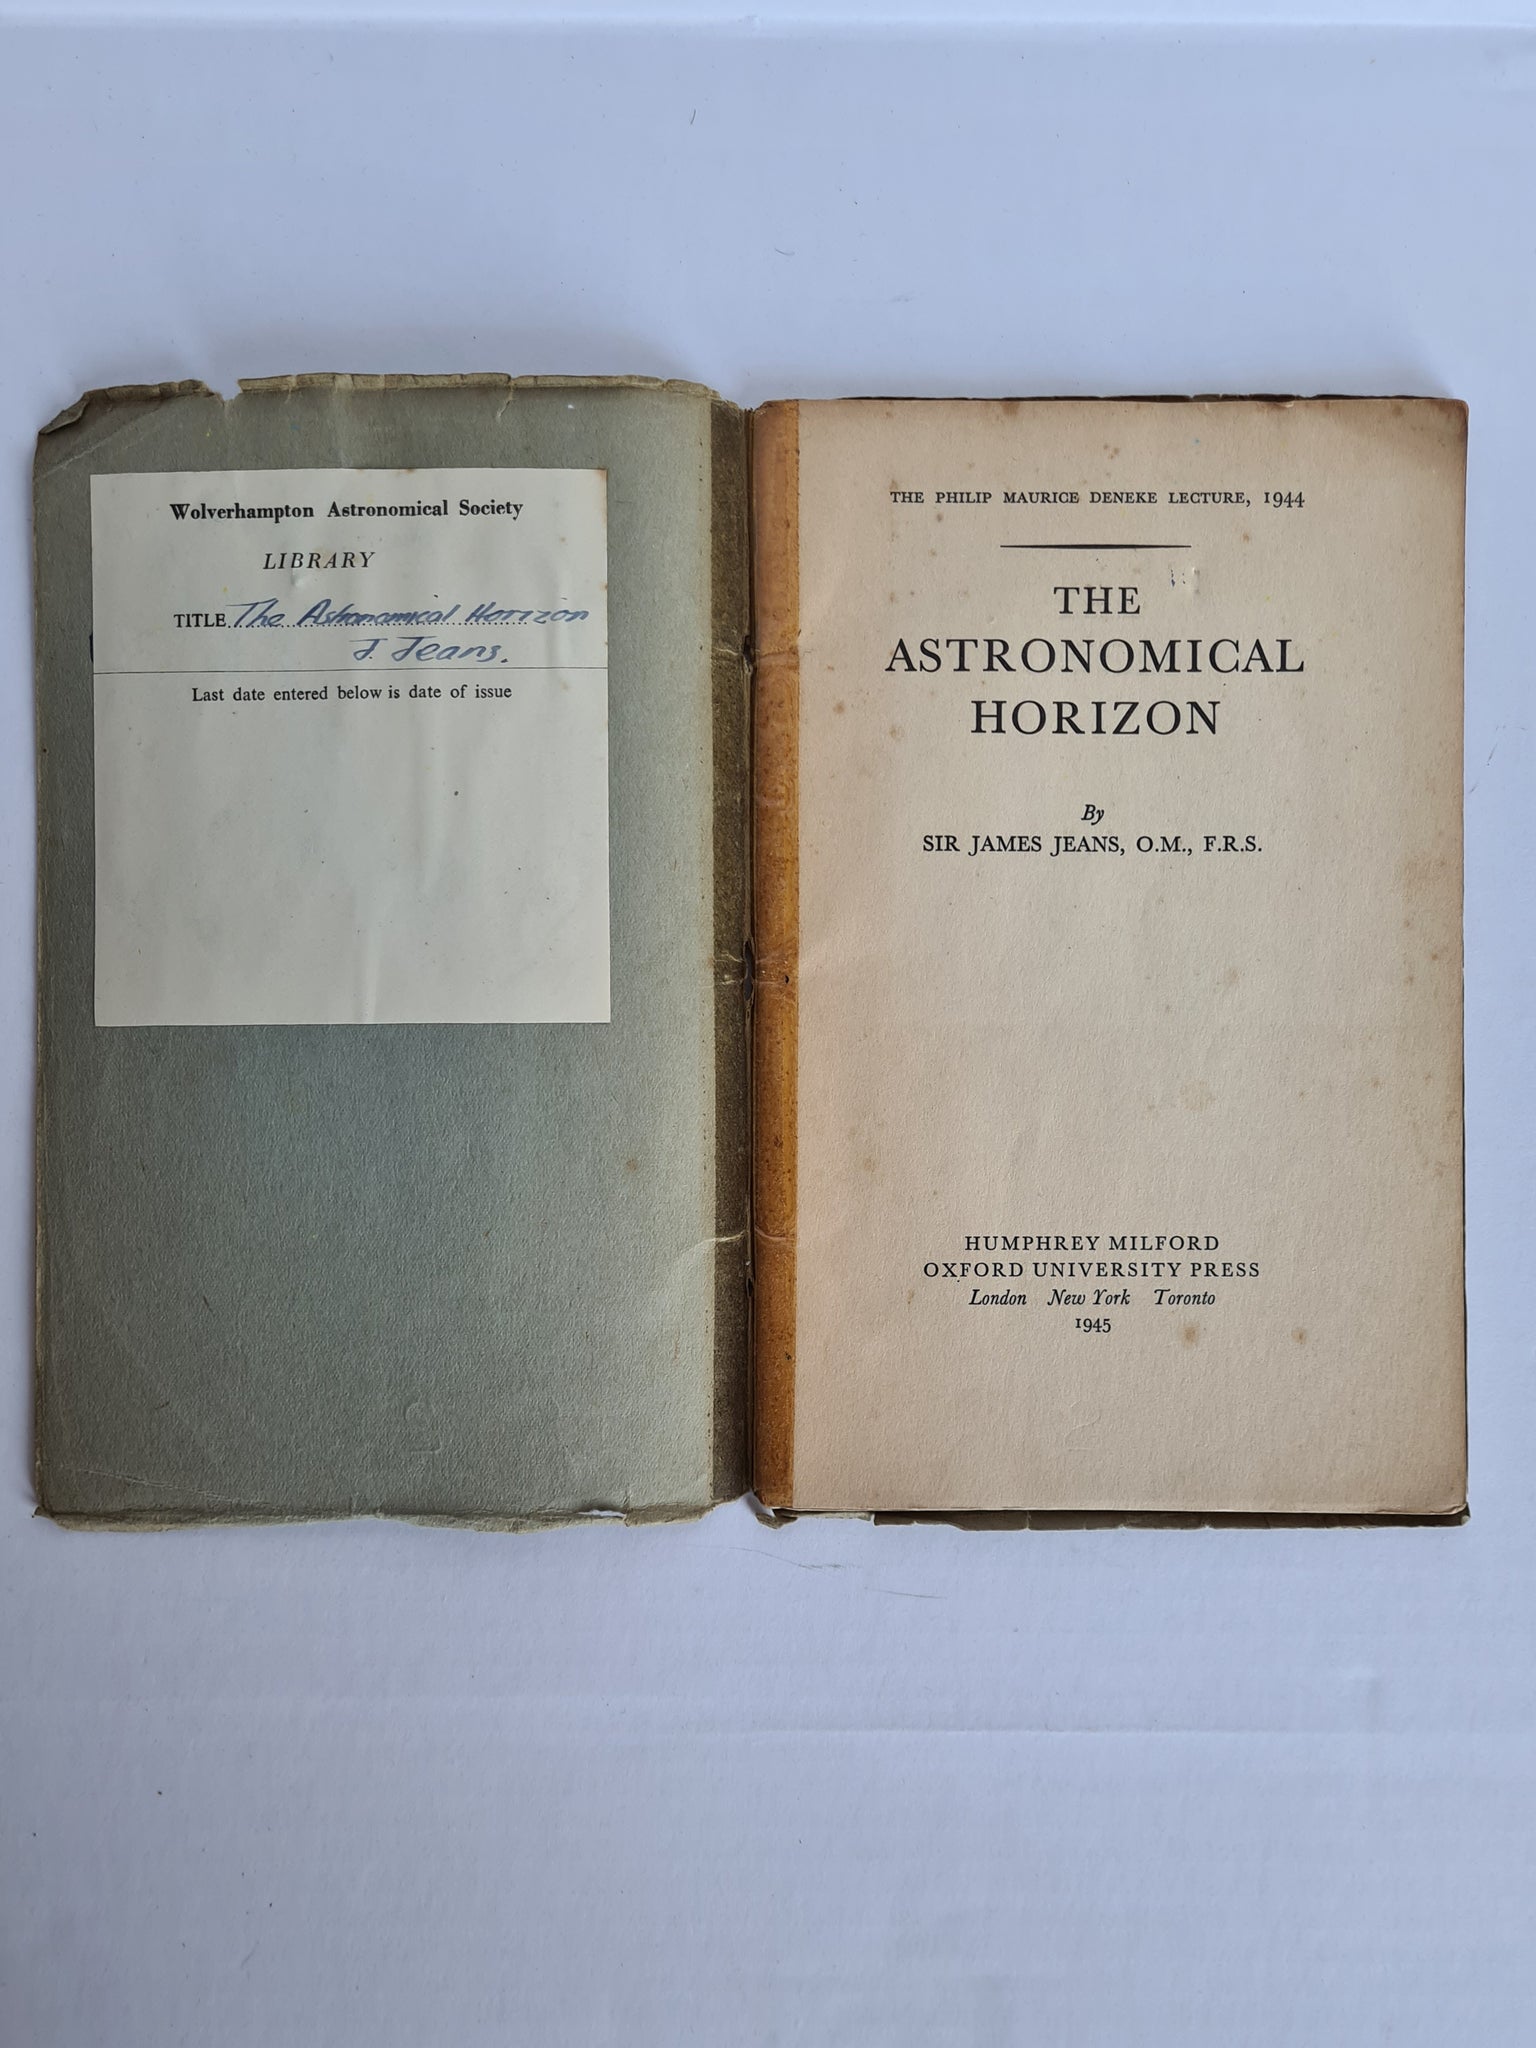 Wolverhampton Astronomical Society
LIBRARY
TITLE The Astronomical Horizon
J. Jeans.
Last date entered below is date of issue
THE PHILIP MAURICE DENEKE LECTURE, 1944
THE
ASTRONOMICAL
HORIZON
By
SIR JAMES JEANS, O.M., F.R.S.
HUMPHREY MILFORD
OXFORD UNIVERSITY PRESS
London New York Toronto
1945